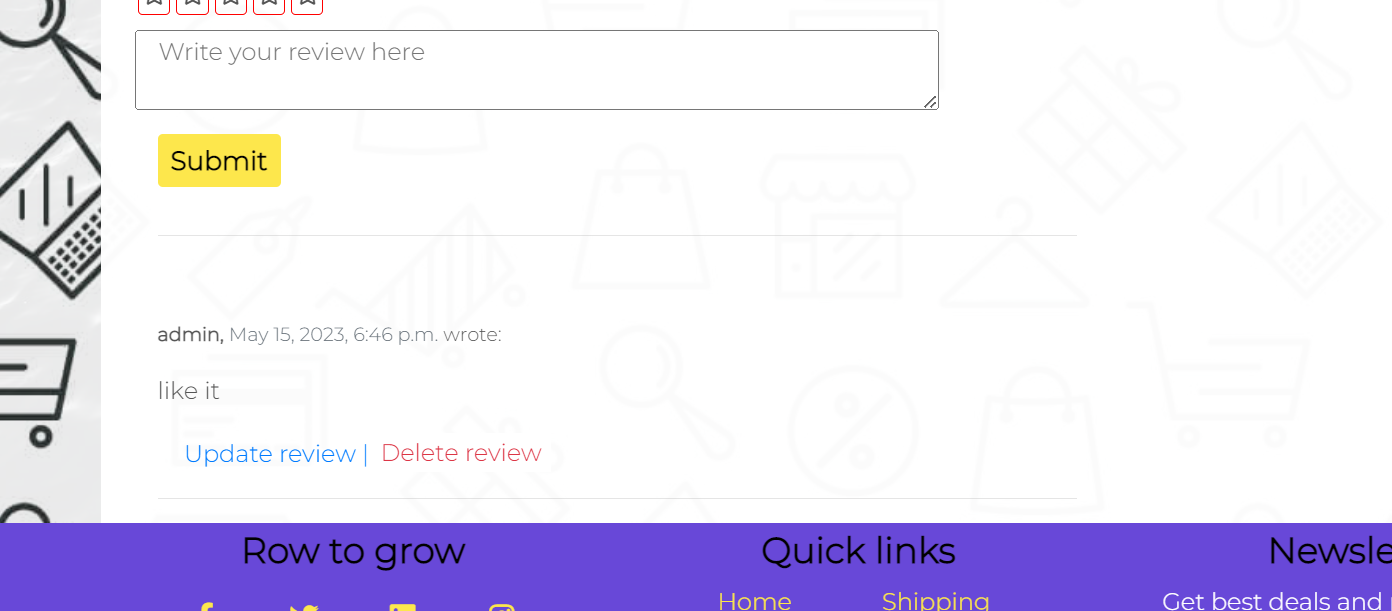 Write your review here
Submit
admin, May 15, 2023, 6:46 p.m. wrote:
like it
Update review | Delete review
Row to grow
Quick links
Newsle
Home
Shipping
Get best deals and